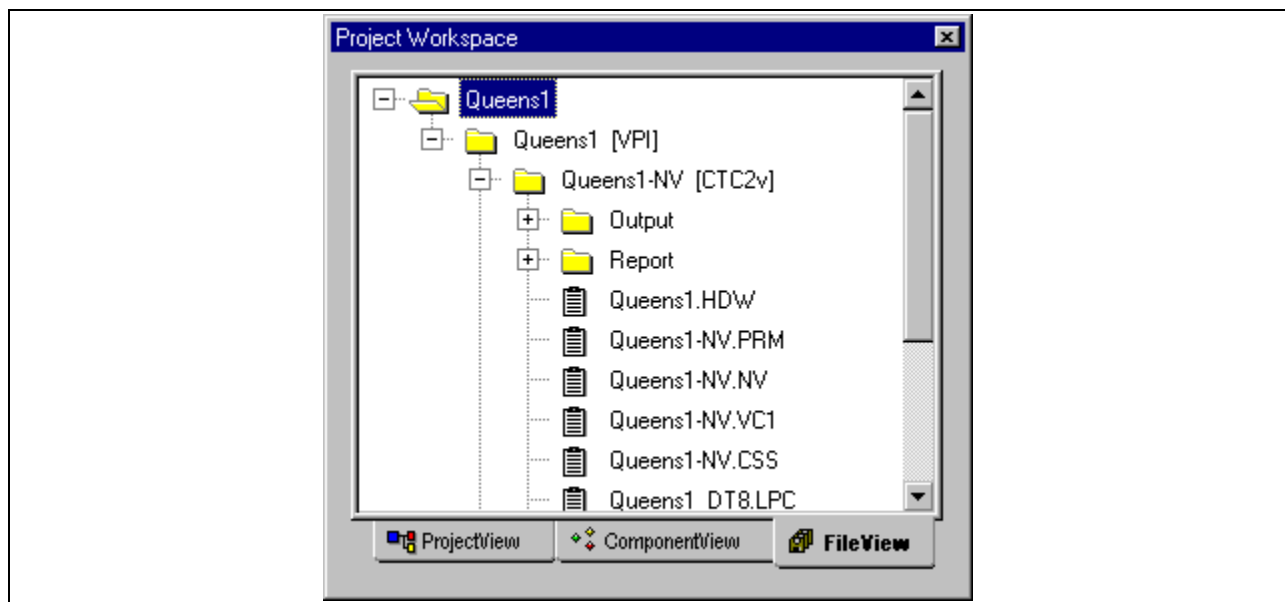 Project Workspace
Queens1
Queens1 [VPI]
Queens1-NV [CTC2v]
Output
Report
Queens1.HDW
Queens1-NV.PRM
Queens1-NV.NV
Queens1-NV.VC1
Queens1-NV.CSS
Queens1_DT8.LPC
ProjectView ComponentView FileView